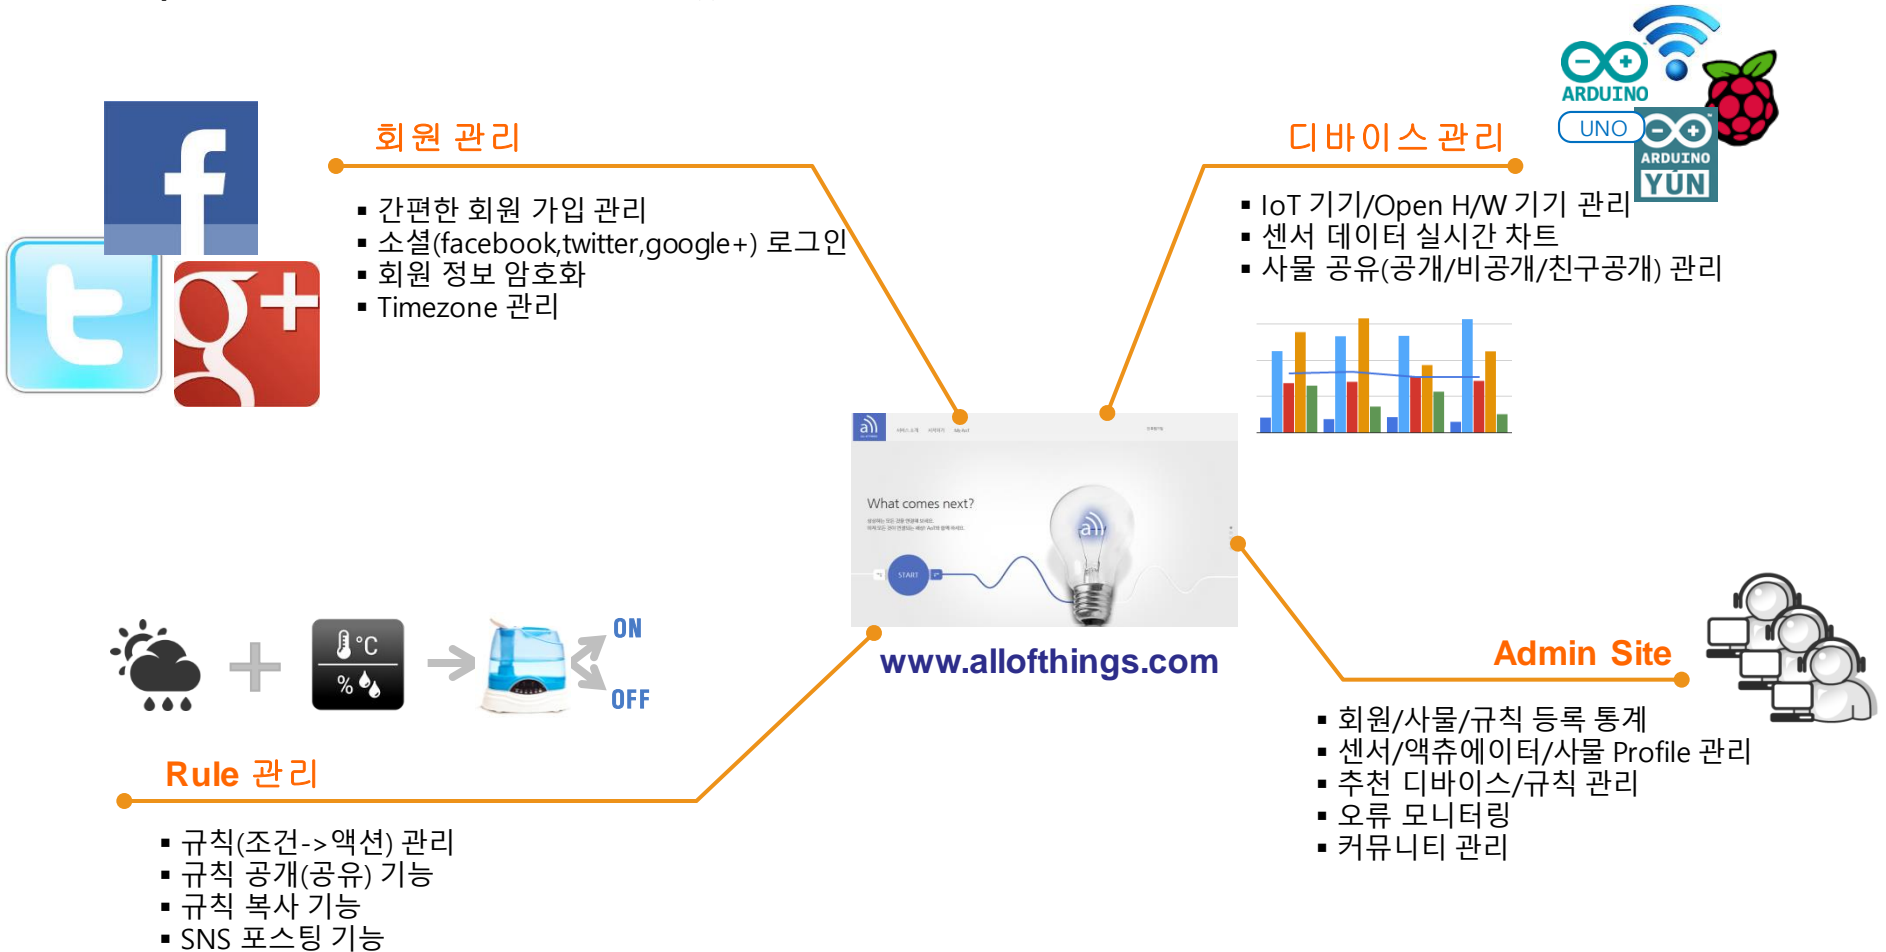 회원 관리
▪ 간편한 회원 가입 관리
▪ 소셜(facebook,twitter,google+) 로그인
▪ 회원 정보 암호화
▪ Timezone 관리
ARDUINO
UNO
ARDUINO
YÚN
디바이스 관리
▪ IoT 기기/Open H/W 기기 관리
▪ 센서 데이터 실시간 차트
▪ 사물 공유(공개/비공개/친구공개) 관리
What comes next?
START
www.allofthings.com
°C
%
ON
OFF
Rule 관리
▪ 규칙(조건->액션) 관리
▪ 규칙 공개(공유) 기능
▪ 규칙 복사 기능
▪ SNS 포스팅 기능
Admin Site
▪ 회원/사물/규칙 등록 통계
▪ 센서/액츄에이터/사물 Profile 관리
▪ 추천 디바이스/규칙 관리
▪ 오류 모니터링
▪ 커뮤니티 관리